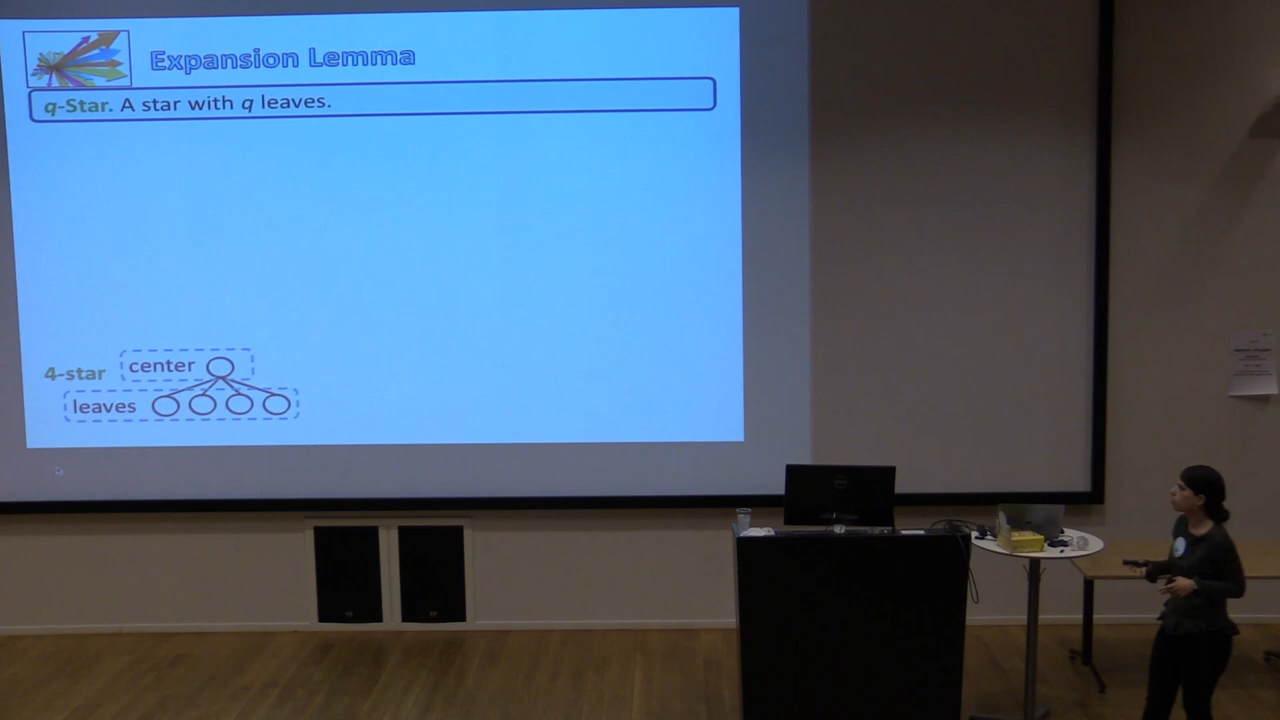 Expansion Lemma
q-Star. A star with q leaves.
4-star
center
leaves